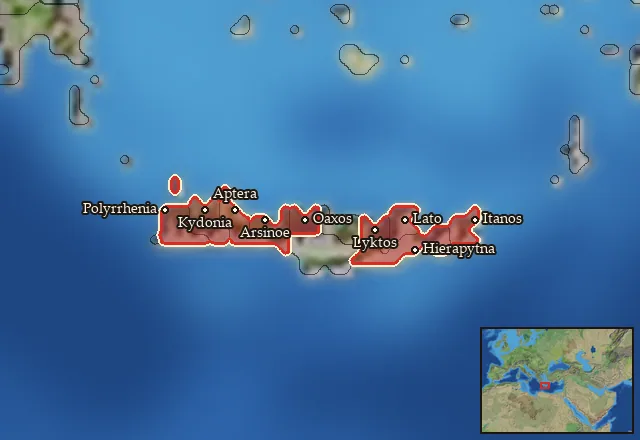 Aptera
Polyrrhenia
Kydonia
Arsinoe
Oaxos
Lato
Itanos
Lyktos
Hierapytna